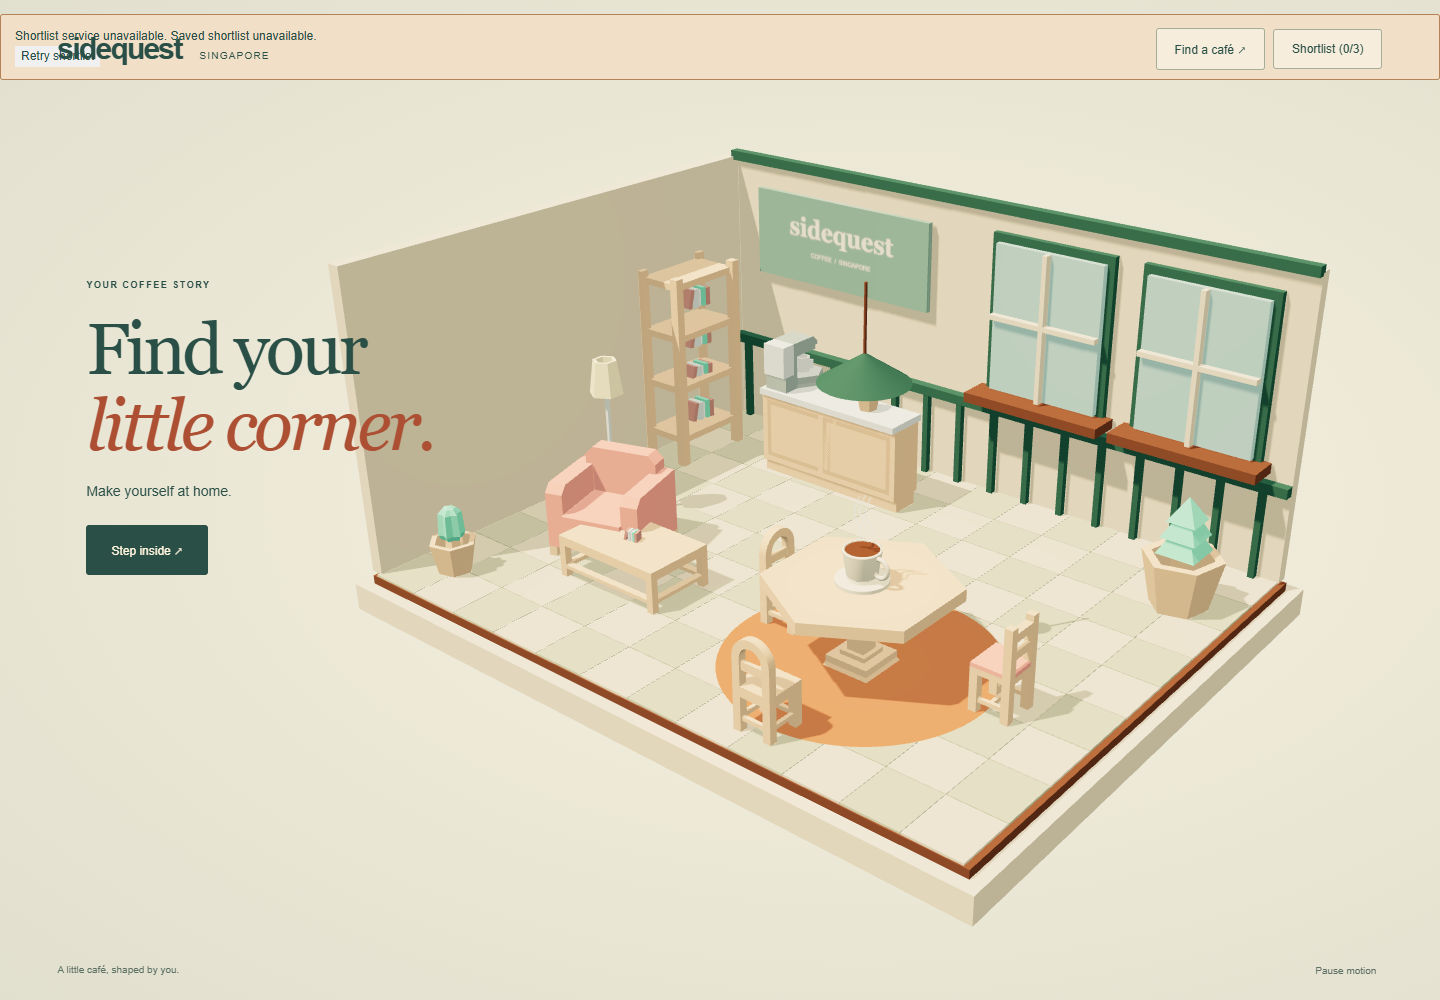 Shortlist service unavailable. Saved shortlist unavailable.
Retry shortlist
sidequest SINGAPORE
Find a café ↗
Shortlist (0/3)
sidequest
COFFEE / SINGAPORE
YOUR COFFEE STORY
Find your
little corner.
Make yourself at home.
Step inside ↗
A little café, shaped by you.
Pause motion